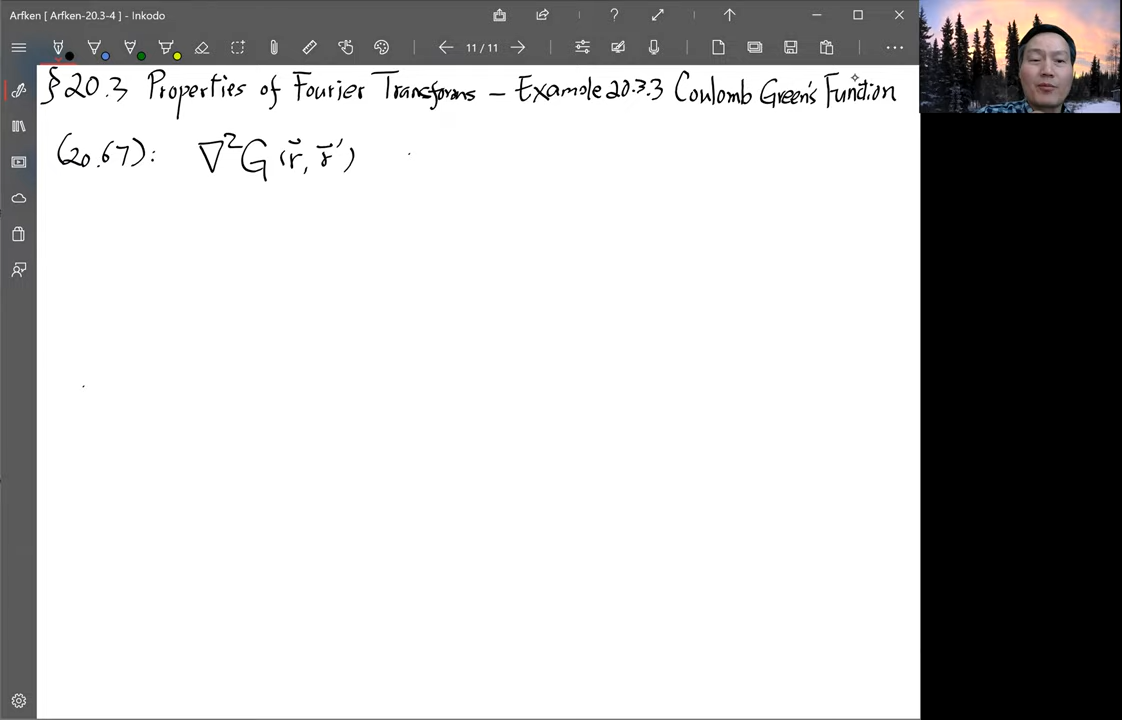 Arfken [ Arfken-20.3-4 ] - Inkodo
11 / 11
§ 20.3 Properties of Fourier Transforms — Example 20.3.3 Coulomb Green's Function
(20.67): ∇²G(r⃗, r⃗')